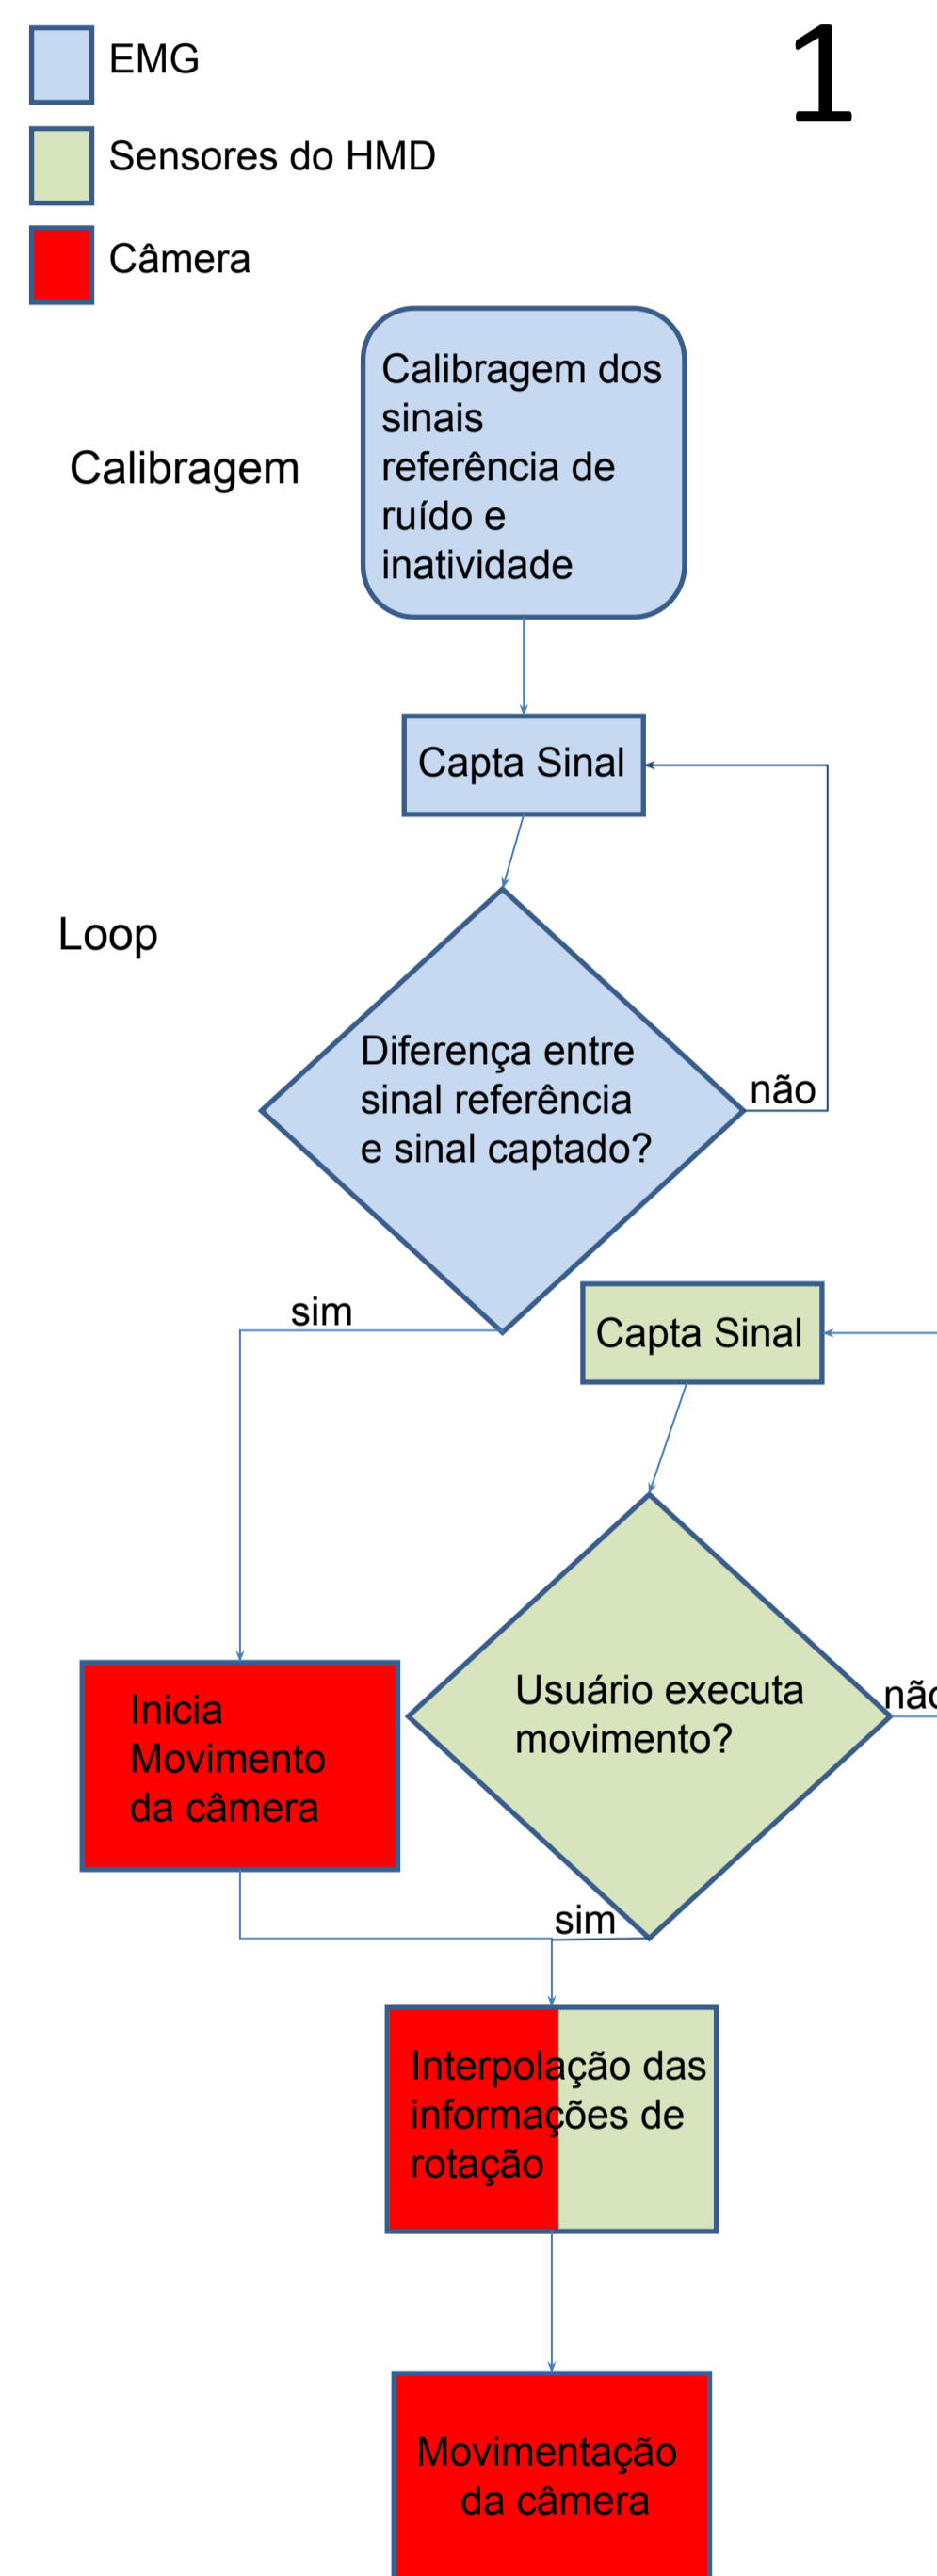 EMG
1
Sensores do HMD
Câmera
Calibragem dos
sinais
referência de
ruído e
inatividade
Calibragem
Capta Sinal
Loop
Diferença entre
sinal referência
e sinal captado?
não
sim
Capta Sinal
Usuário executa
movimento?
Inicia
Movimento
da câmera
sim
Interpolação das
informações de
rotação
Movimentação
da câmera